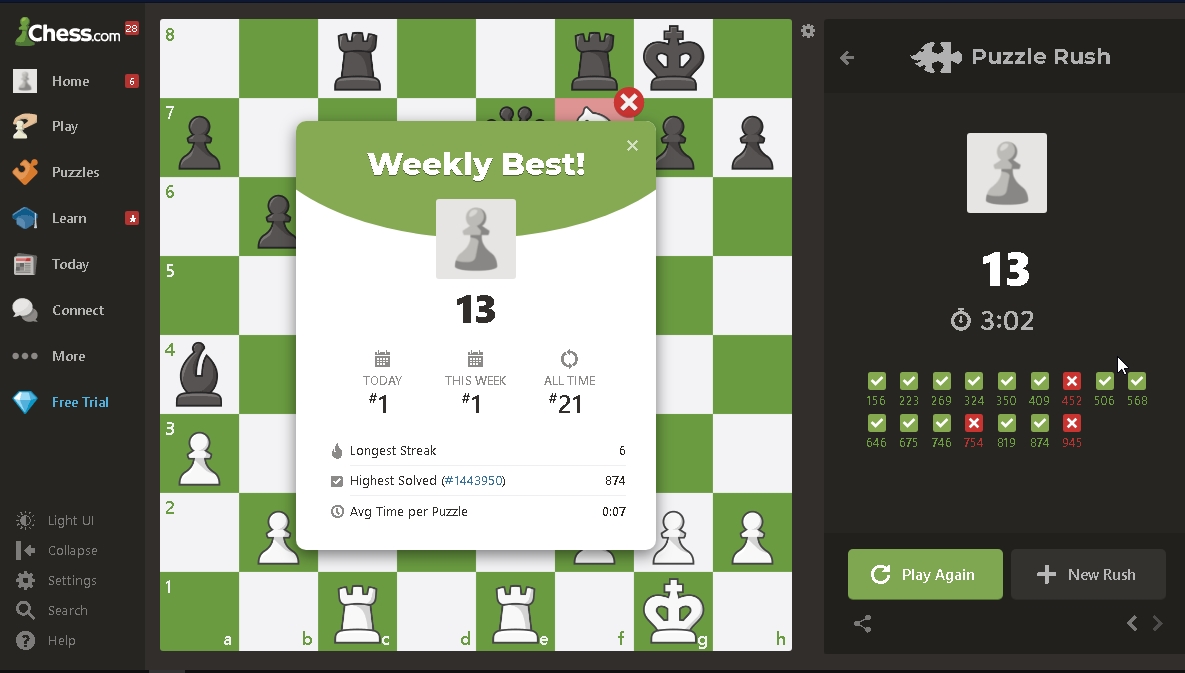 Chess.com
28
Home
6
Play
Puzzles
Learn
Today
Connect
More
Free Trial
Light UI
Collapse
Settings
Search
Help
8
7
6
5
4
3
2
1
a b c d e f g h
Weekly Best!
13
TODAY THIS WEEK ALL TIME
#1 #1 #21
Longest Streak 6
Highest Solved (#1443950) 874
Avg Time per Puzzle 0:07
Puzzle Rush
13
3:02
156 223 269 324 350 409 452 506 568
646 675 746 754 819 874 945
Play Again
New Rush